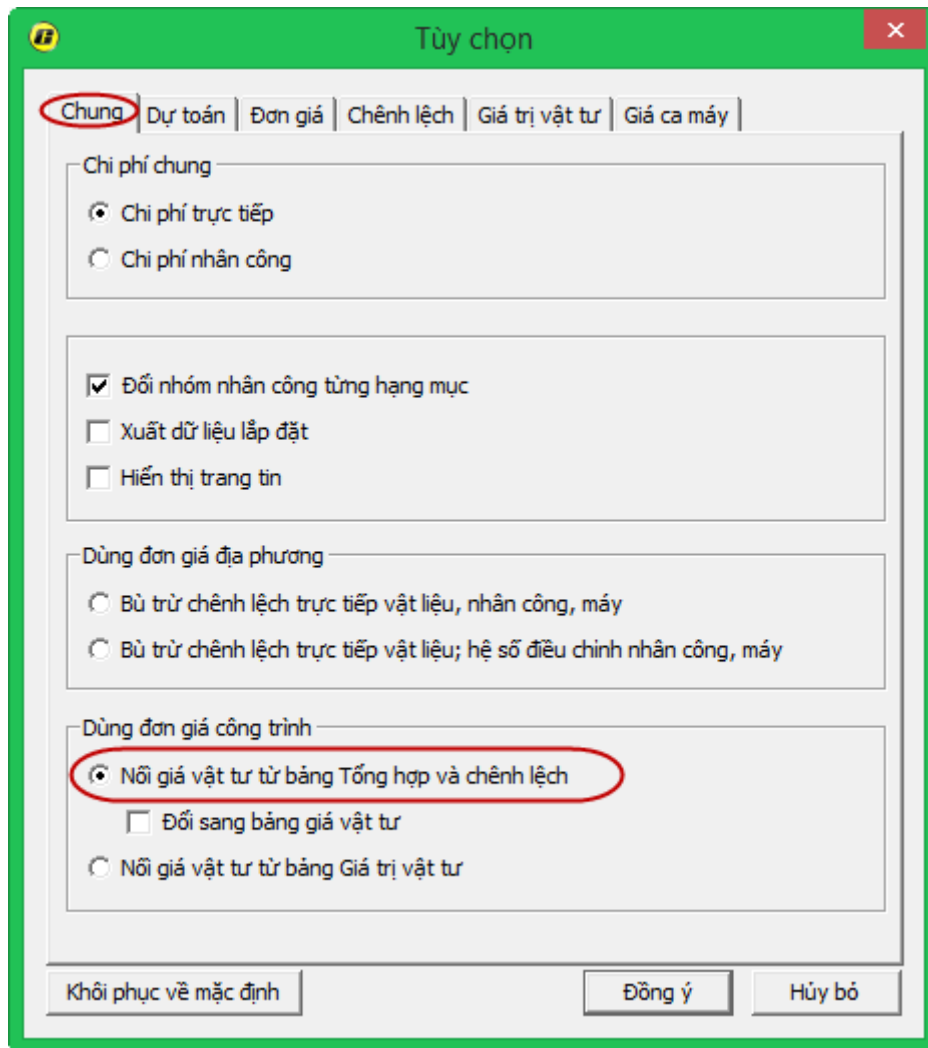 Tùy chọn
Chung Dự toán Đơn giá Chênh lệch Giá trị vật tư Giá ca máy
Chi phí chung
Chi phí trực tiếp
Chi phí nhân công
Đổi nhóm nhân công từng hạng mục
Xuất dữ liệu lắp đặt
Hiển thị trang tin
Dùng đơn giá địa phương
Bù trừ chênh lệch trực tiếp vật liệu, nhân công, máy
Bù trừ chênh lệch trực tiếp vật liệu; hệ số điều chinh nhân công, máy
Dùng đơn giá công trình
Nối giá vật tư từ bảng Tổng hợp và chênh lệch
Đổi sang bảng giá vật tư
Nối giá vật tư từ bảng Giá trị vật tư
Khôi phục về mặc định Đồng ý Hủy bỏ